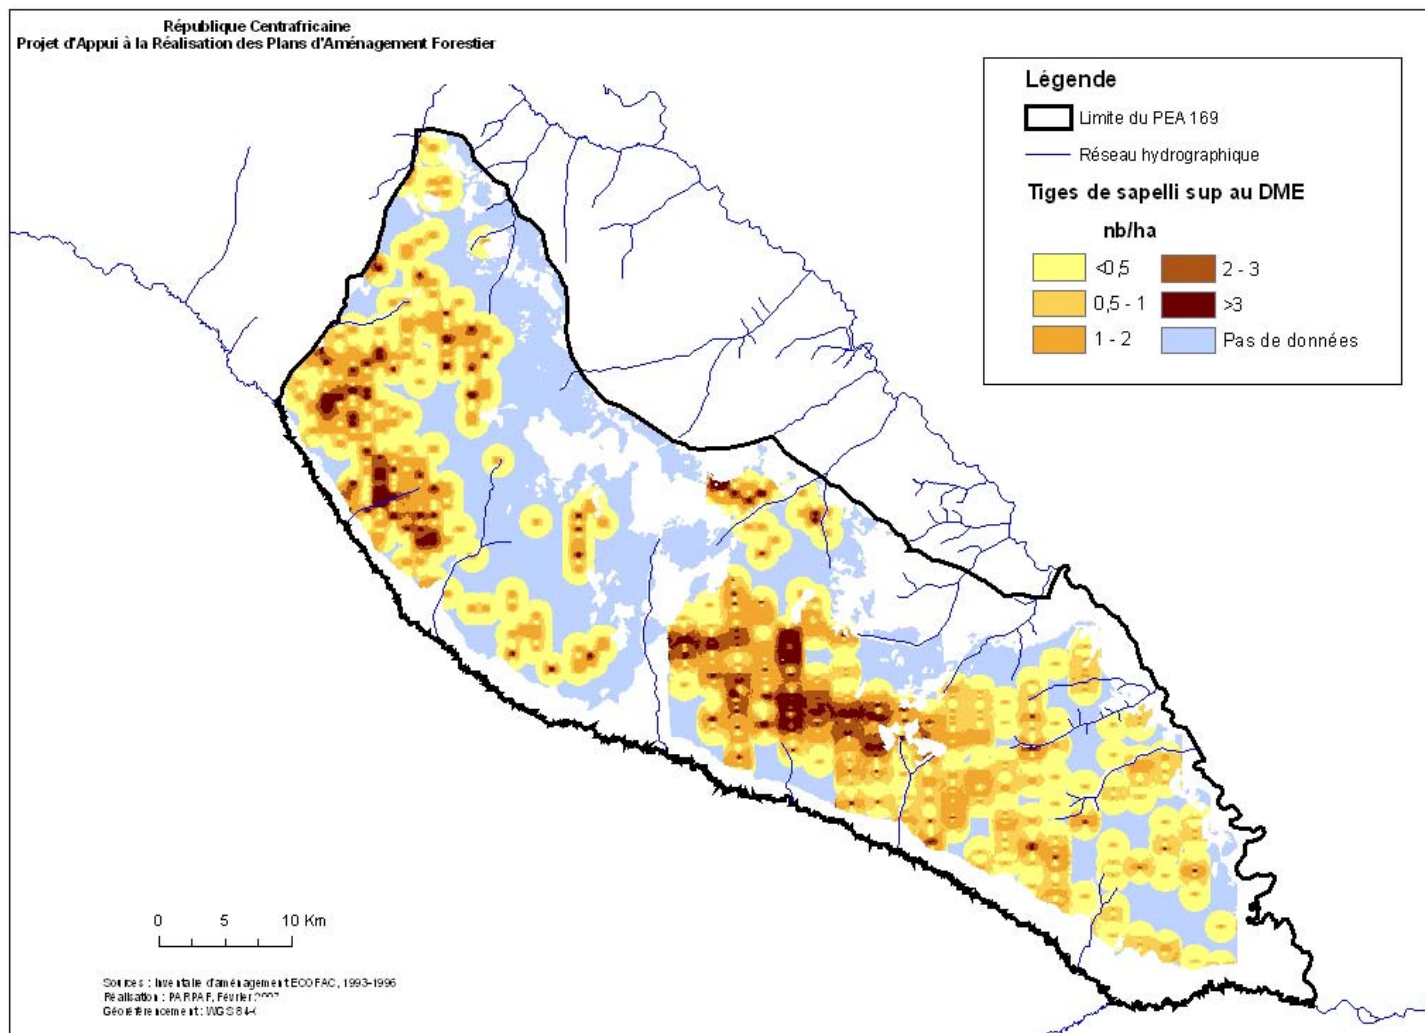 République Centrafricaine
Projet d'Appui à la Réalisation des Plans d'Aménagement Forestier
Légende
Limite du PEA 169
Réseau hydrographique
Tiges de sapelli sup au DME
nb/ha
<0,5
2 - 3
0,5 - 1
>3
1 - 2
Pas de données
0 5 10 Km
Sources : Inventaire d'aménagement ECOFAC, 1993-1996
Réalisation : PARPAF, Février
Géoréférencement : WGS 84